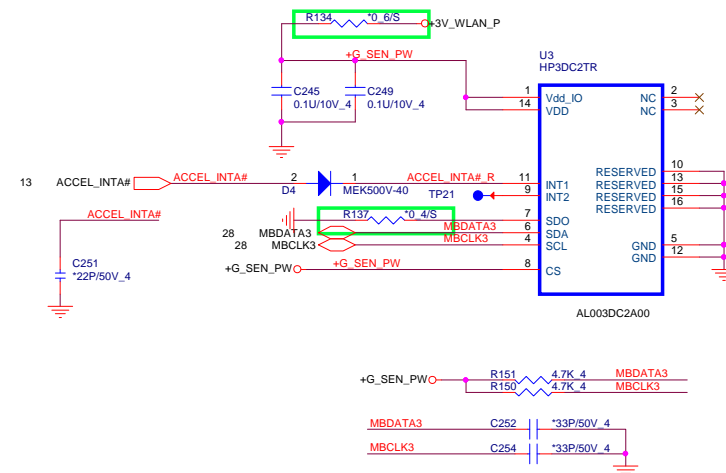 R134 *0_6/S
+3V_WLAN_P
+G_SEN_PW
U3
HP3DC2TR
C245
0.1U/10V_4
C249
0.1U/10V_4
1 Vdd_IO
14 VDD
NC 2
NC 3
13 ACCEL_INTA# ACCEL_INTA# 2 1 ACCEL_INTA#_R 11 INT1
D4 MEK500V-40
TP21 9 INT2
RESERVED 10
RESERVED 13
RESERVED 15
RESERVED 16
ACCEL_INTA#
R137 *0_4/S 7 SDO
28 MBDATA3 MBDATA3 6 SDA
28 MBCLK3 MBCLK3 4 SCL
GND 5
GND 12
C251
*22P/50V_4
+G_SEN_PW +G_SEN_PW 8 CS
AL003DC2A00
+G_SEN_PW R151 4.7K_4 MBDATA3
R150 4.7K_4 MBCLK3
MBDATA3 C252 *33P/50V_4
MBCLK3 C254 *33P/50V_4